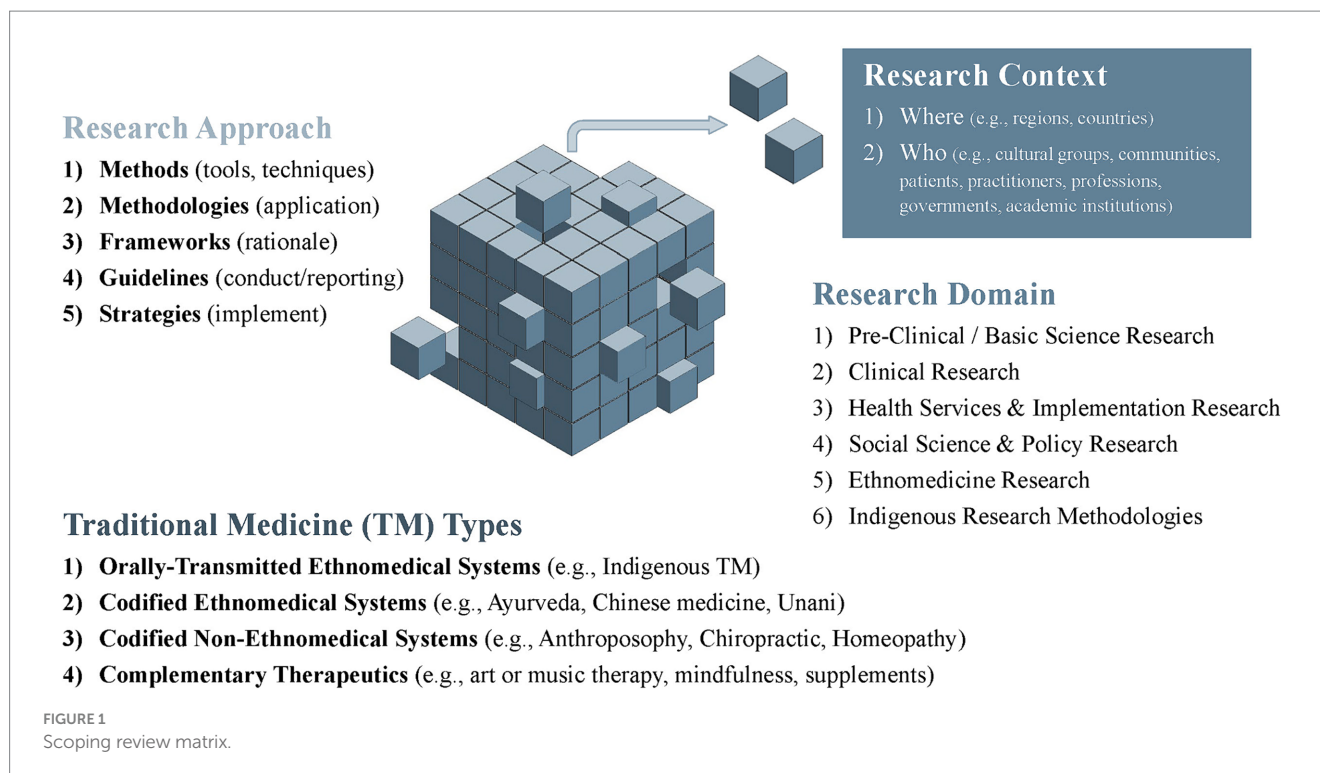 Research Approach
1) Methods (tools, techniques)
2) Methodologies (application)
3) Frameworks (rationale)
4) Guidelines (conduct/reporting)
5) Strategies (implement)
Research Context
1) Where (e.g., regions, countries)
2) Who (e.g., cultural groups, communities,
patients, practitioners, professions,
governments, academic institutions)
Research Domain
1) Pre-Clinical / Basic Science Research
2) Clinical Research
3) Health Services & Implementation Research
4) Social Science & Policy Research
5) Ethnomedicine Research
6) Indigenous Research Methodologies
Traditional Medicine (TM) Types
1) Orally-Transmitted Ethnomedical Systems (e.g., Indigenous TM)
2) Codified Ethnomedical Systems (e.g., Ayurveda, Chinese medicine, Unani)
3) Codified Non-Ethnomedical Systems (e.g., Anthroposophy, Chiropractic, Homeopathy)
4) Complementary Therapeutics (e.g., art or music therapy, mindfulness, supplements)
FIGURE 1
Scoping review matrix.